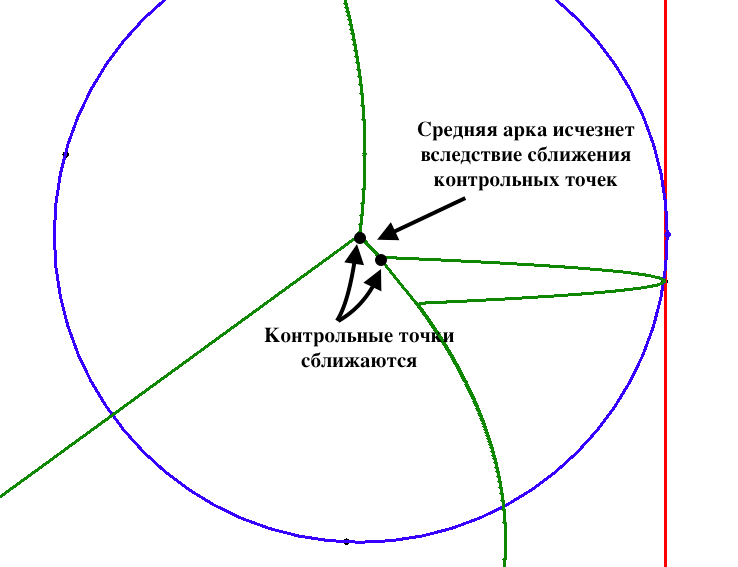 Средняя арка исчезнет
вследствие сближения
контрольных точек
Контрольные точки
сближаются